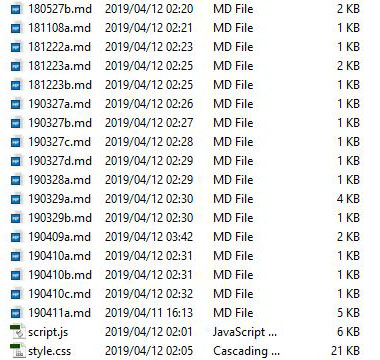 180527b.md 2019/04/12 02:20 MD File 2 KB
181108a.md 2019/04/12 02:21 MD File 1 KB
181222a.md 2019/04/12 02:23 MD File 1 KB
181223a.md 2019/04/12 02:25 MD File 2 KB
181223b.md 2019/04/12 02:25 MD File 1 KB
190327a.md 2019/04/12 02:26 MD File 1 KB
190327b.md 2019/04/12 02:27 MD File 1 KB
190327c.md 2019/04/12 02:28 MD File 1 KB
190327d.md 2019/04/12 02:29 MD File 1 KB
190328a.md 2019/04/12 02:29 MD File 1 KB
190329a.md 2019/04/12 02:30 MD File 4 KB
190329b.md 2019/04/12 02:30 MD File 1 KB
190409a.md 2019/04/12 03:42 MD File 2 KB
190410a.md 2019/04/12 02:31 MD File 1 KB
190410b.md 2019/04/12 02:31 MD File 1 KB
190410c.md 2019/04/12 02:32 MD File 1 KB
190411a.md 2019/04/11 16:13 MD File 5 KB
script.js 2019/04/12 02:01 JavaScript ... 6 KB
style.css 2019/04/12 02:05 Cascading ... 21 KB